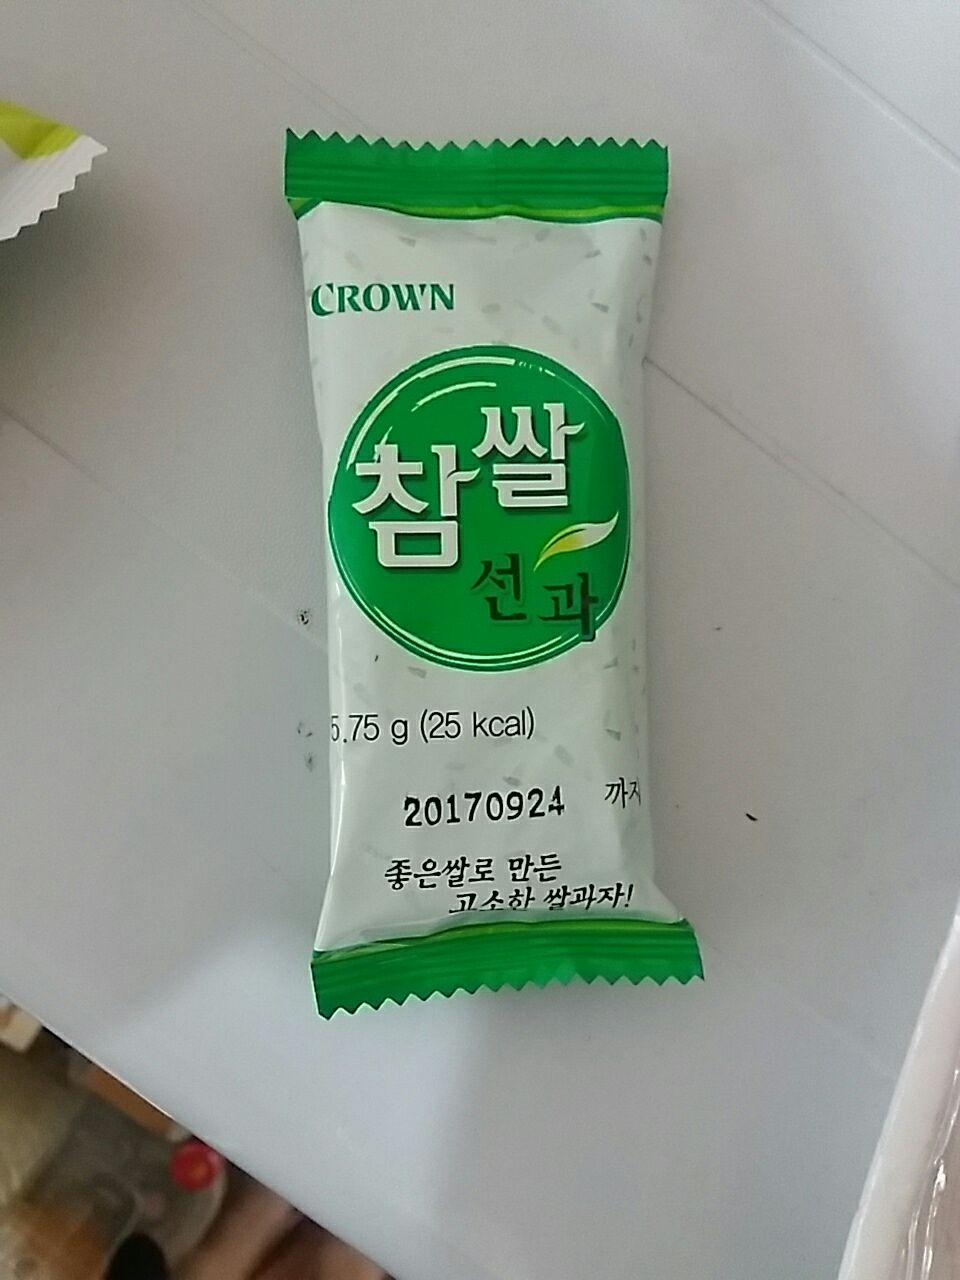 CROWN
참쌀
선과
5.75 g (25 kcal)
20170924 까지
좋은쌀로 만든
고소한 쌀과자!